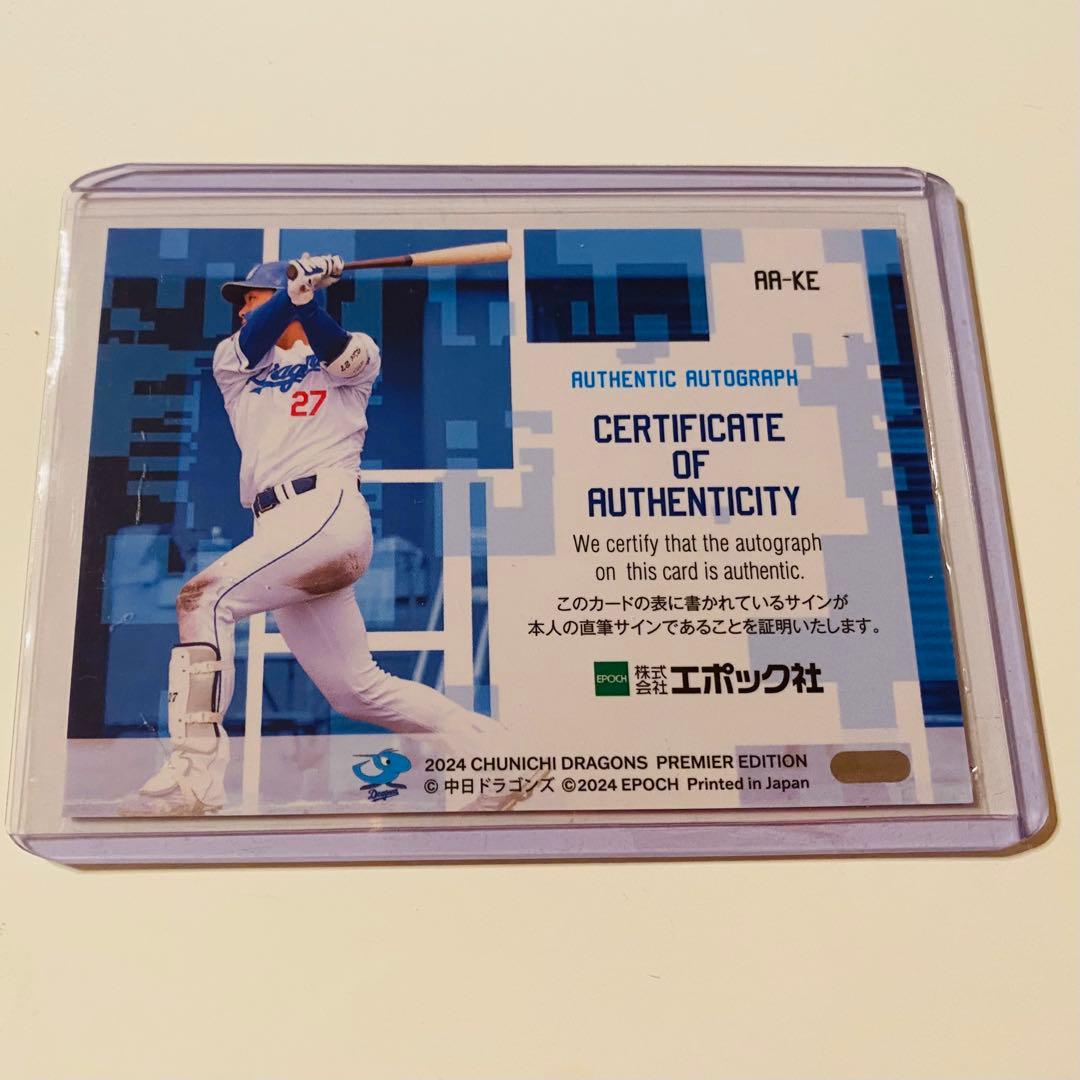 AA-KE
AUTHENTIC AUTOGRAPH
CERTIFICATE
OF
AUTHENTICITY
We certify that the autograph
on this card is authentic.
このカードの表に書かれているサインが
本人の直筆サインであることを証明いたします。
EPOCH 株式会社 エポック社
Dragons
27
27
Dragons
2024 CHUNICHI DRAGONS PREMIER EDITION
© 中日ドラゴンズ ©2024 EPOCH Printed in Japan